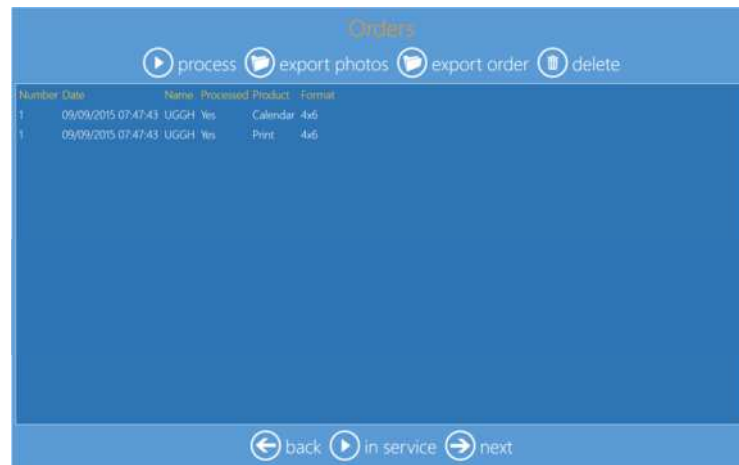 Orders
process export photos export order delete
Number Date Name Processed Product Format
1 09/09/2015 07:47:43 UGGH Yes Calendar 4x6
1 09/09/2015 07:47:43 UGGH Yes Print 4x6
back in service next